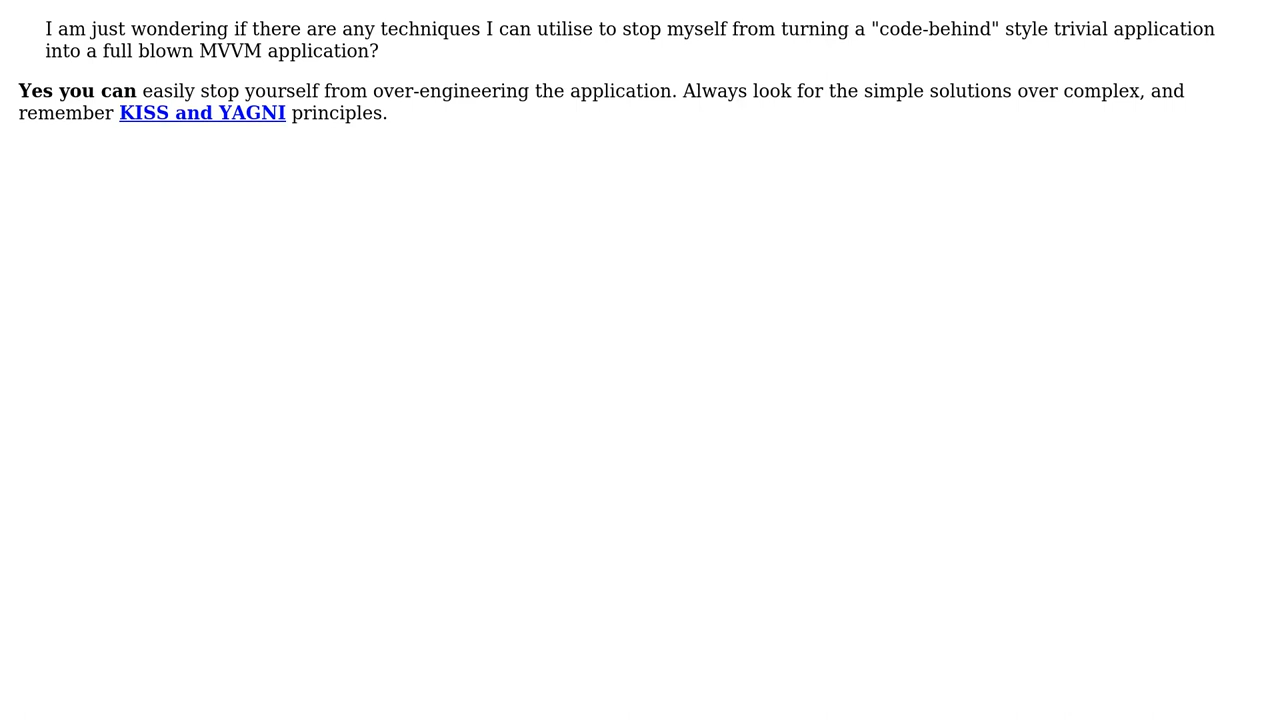 I am just wondering if there are any techniques I can utilise to stop myself from turning a "code-behind" style trivial application
into a full blown MVVM application?
Yes you can easily stop yourself from over-engineering the application. Always look for the simple solutions over complex, and
remember KISS and YAGNI principles.